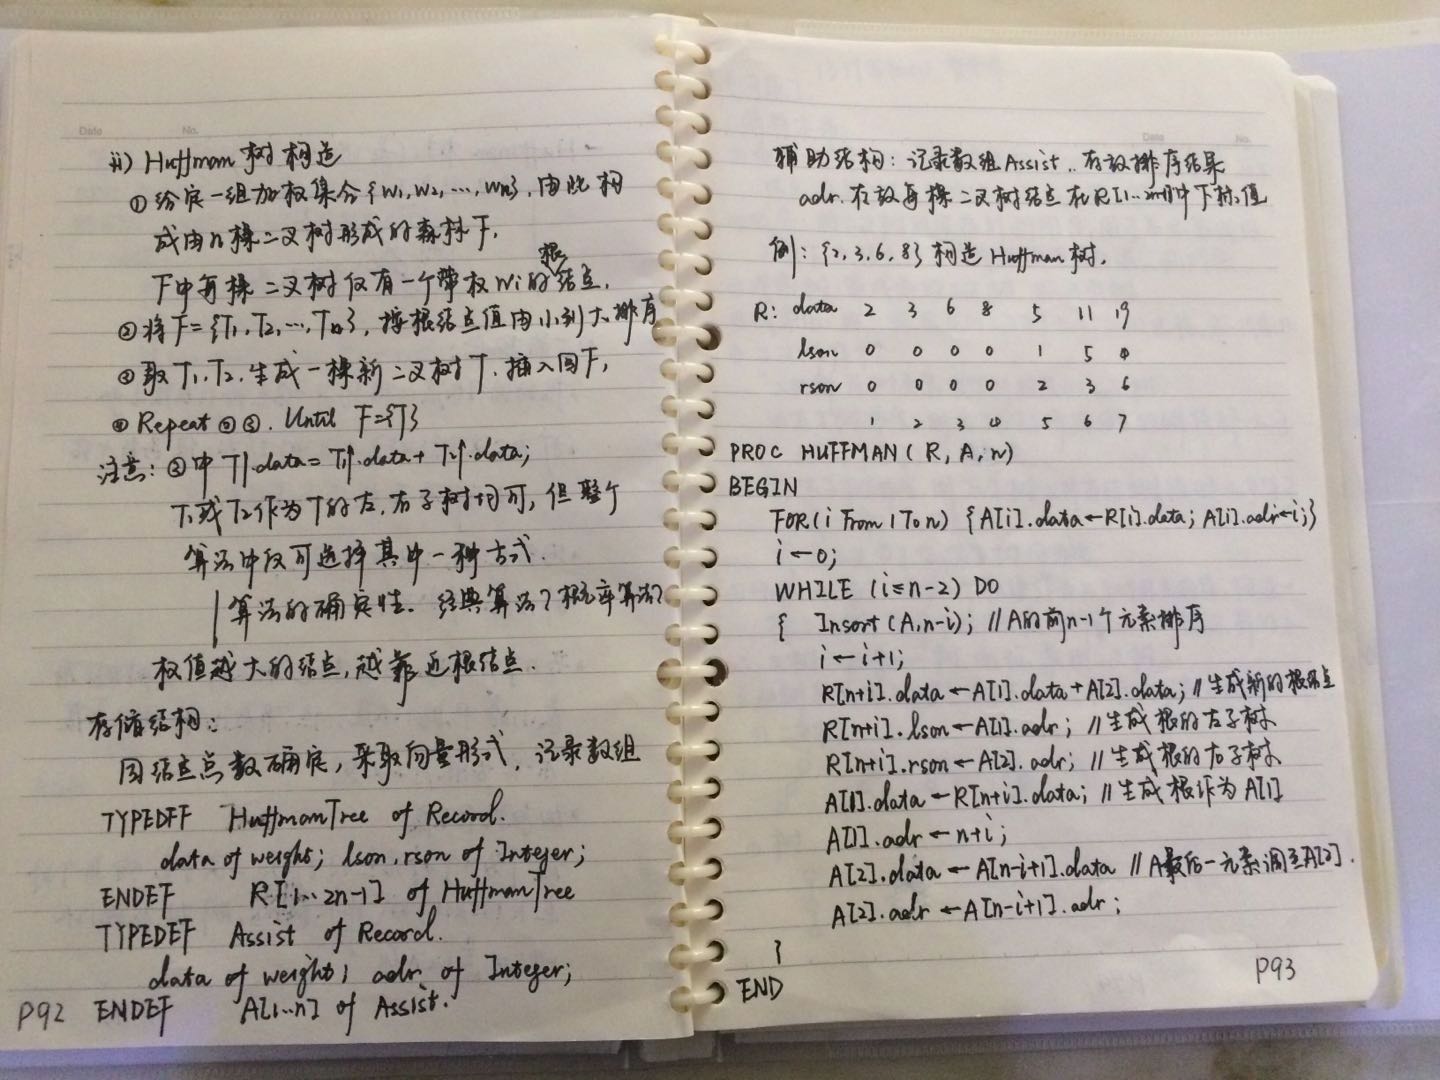 Date No.
ii) Huffman 树构造
①给定一组加权集合{w₁,w₂,…,wn},由此构
成由n棵二叉树形成的森林F,
F中每棵二叉树仅有一个带权wi的根结点.
②将F={T₁,T₂,…,Tn},按根结点值由小到大排序
③取T₁,T₂,生成一棵新二叉树T,插入回F,
④Repeat ②③. Until F={T}
注意:③中 T↑.data=T₁↑.data+T₂↑.data;
T₁或T₂作为T的左,右子树均可,但整个
算法中仅可选择其中一种方式.
算法的确定性. 经典算法?概率算法?
权值越大的结点,越靠近根结点.
存储结构:
因结点点数确定,采取向量形式,记录数组
TYPEDEF HuffmanTree of Record.
data of weight; lson,rson of Integer;
ENDEF R[1…2n-1] of HuffmanTree
TYPEDEF Assist of Record.
data of weight; adr of Integer;
P92 ENDEF A[1…n] of Assist.
Date No.
辅助结构:记录数组Assist..存放排序结果
adr.存放每棵二叉树结点在R[1…2n-1]中下标值
例:{2,3,6,8}构造Huffman树.
R: data 2 3 6 8 5 11 19
lson 0 0 0 0 1 5 4
rson 0 0 0 0 2 3 6
1 2 3 4 5 6 7
PROC HUFFMAN(R,A,n)
BEGIN
FOR(i From 1 To n) {A[i].data←R[i].data; A[i].adr←i;}
i←0;
WHILE (i≤n-2) DO
{ Insort(A,n-i); //A的前n-i个元素排序
i←i+1;
R[n+i].data←A[1].data+A[2].data; //生成新的根结点
R[n+i].lson←A[1].adr; //生成根的左子树
R[n+i].rson←A[2].adr; //生成根的右子树
A[1].data←R[n+i].data; //生成根作为A[1]
A[1].adr←n+i;
A[2].data←A[n-i+1].data //A最后一元素调至A[2].
A[2].adr←A[n-i+1].adr;
}
END
P93